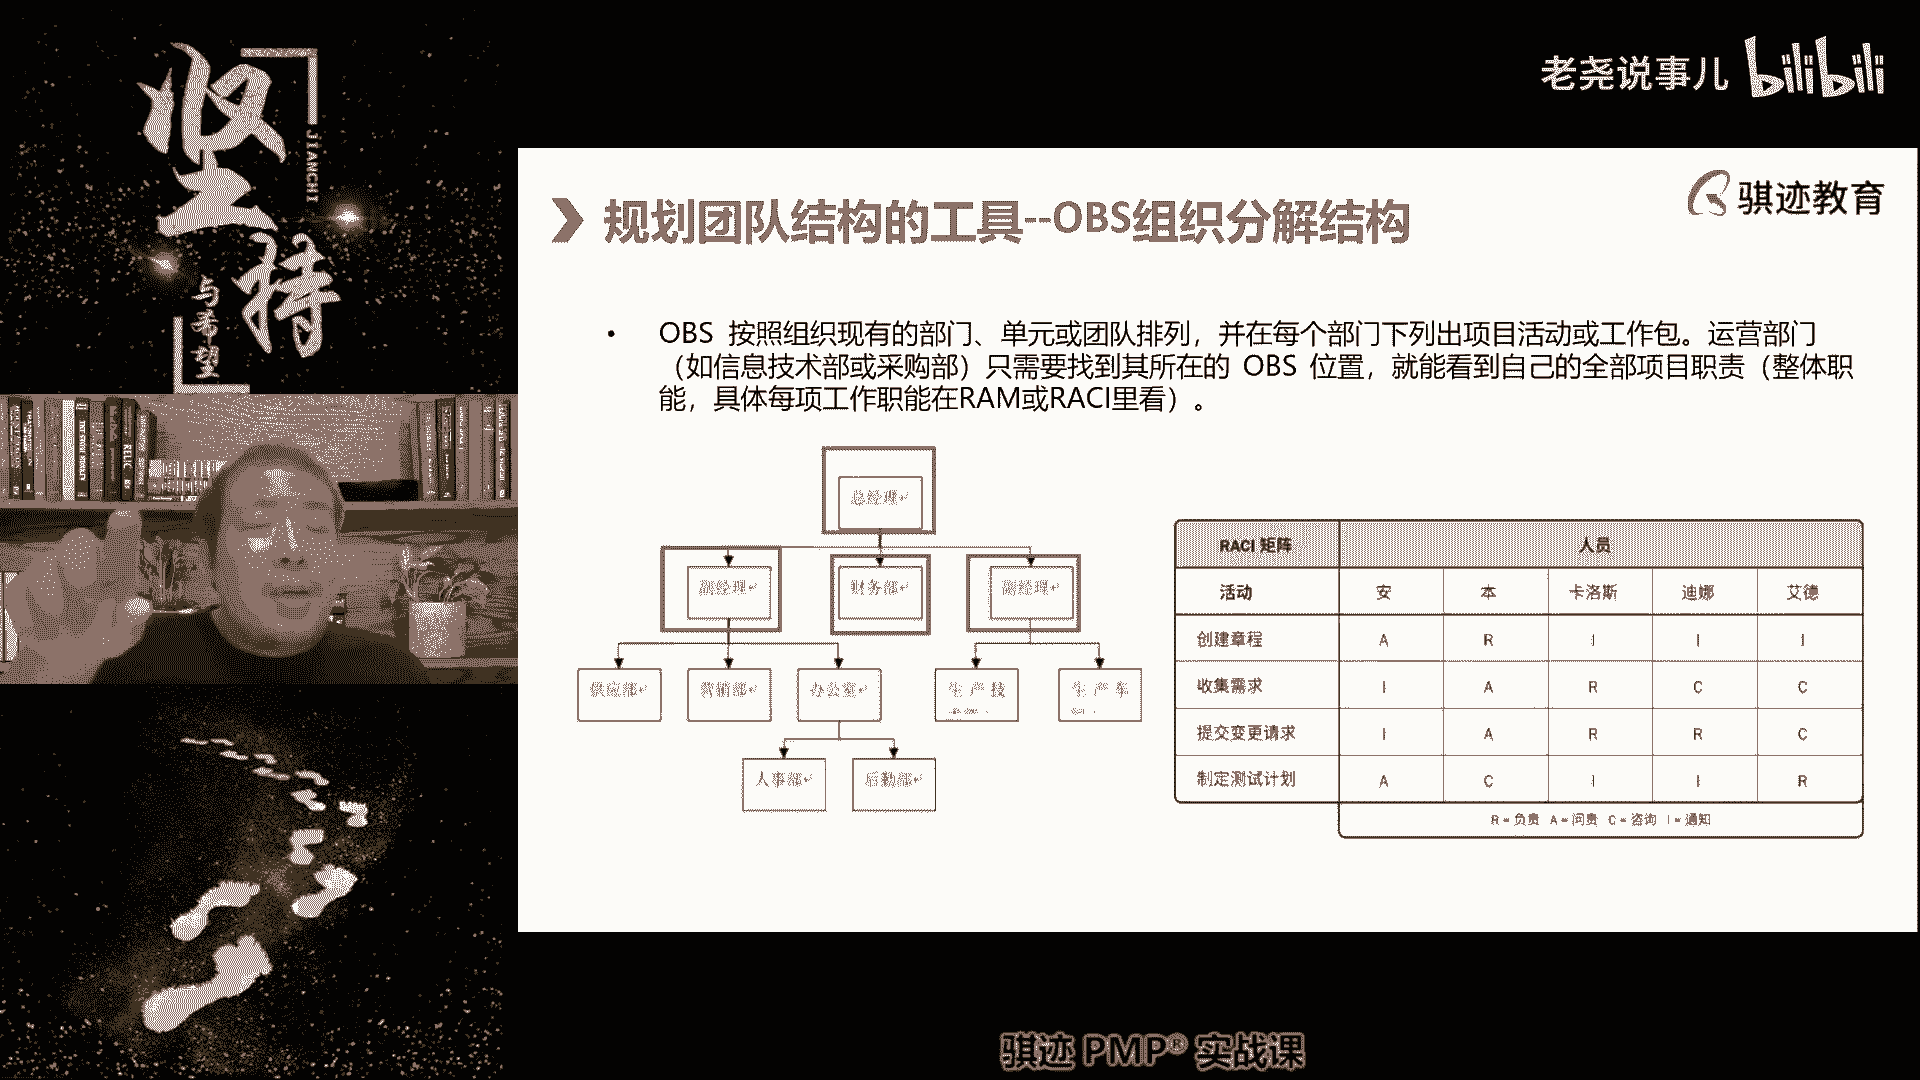 坚持
JIANCHI
与希望
老尧说事儿 bilibili
骐迹教育
规划团队结构的工具--OBS组织分解结构
• OBS 按照组织现有的部门、单元或团队排列，并在每个部门下列出项目活动或工作包。运营部门
（如信息技术部或采购部）只需要找到其所在的 OBS 位置，就能看到自己的全部项目职责（整体职
能，具体每项工作职能在RAM或RACI里看）。
总经理
副经理 财务部 副经理
供应部 营销部 办公室 生产技 生产车
人事部 后勤部
RACI 矩阵 人员
活动 安 本 卡洛斯 迪娜 艾德
创建章程 A R I I I
收集需求 I A R C C
提交变更请求 I A R R C
制定测试计划 A C I I R
R = 负责 A = 问责 C = 咨询 I = 通知
骐迹 PMP® 实战课